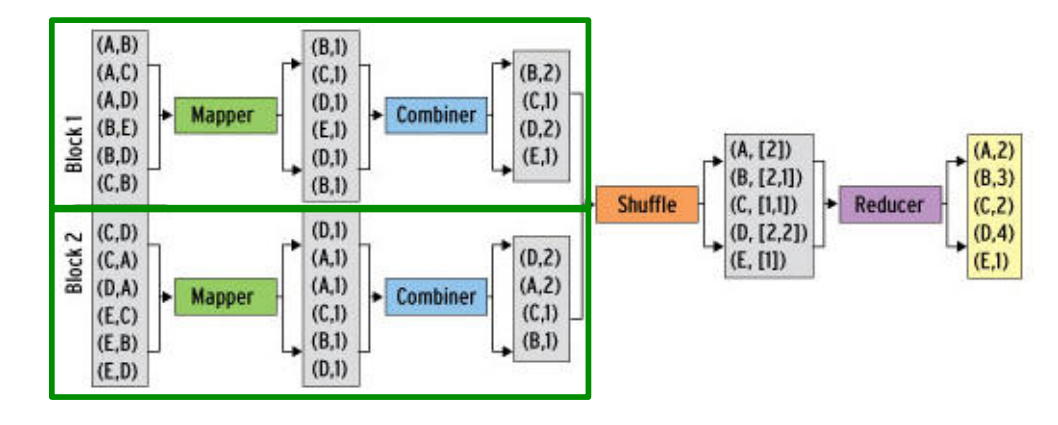 Block 1
(A,B)
(A,C)
(A,D)
(B,E)
(B,D)
(C,B)
Mapper
(B,1)
(C,1)
(D,1)
(E,1)
(D,1)
(B,1)
Combiner
(B,2)
(C,1)
(D,2)
(E,1)
Block 2
(C,D)
(C,A)
(D,A)
(E,C)
(E,B)
(E,D)
Mapper
(D,1)
(A,1)
(A,1)
(C,1)
(B,1)
(D,1)
Combiner
(D,2)
(A,2)
(C,1)
(B,1)
Shuffle
(A, [2])
(B, [2,1])
(C, [1,1])
(D, [2,2])
(E, [1])
Reducer
(A,2)
(B,3)
(C,2)
(D,4)
(E,1)